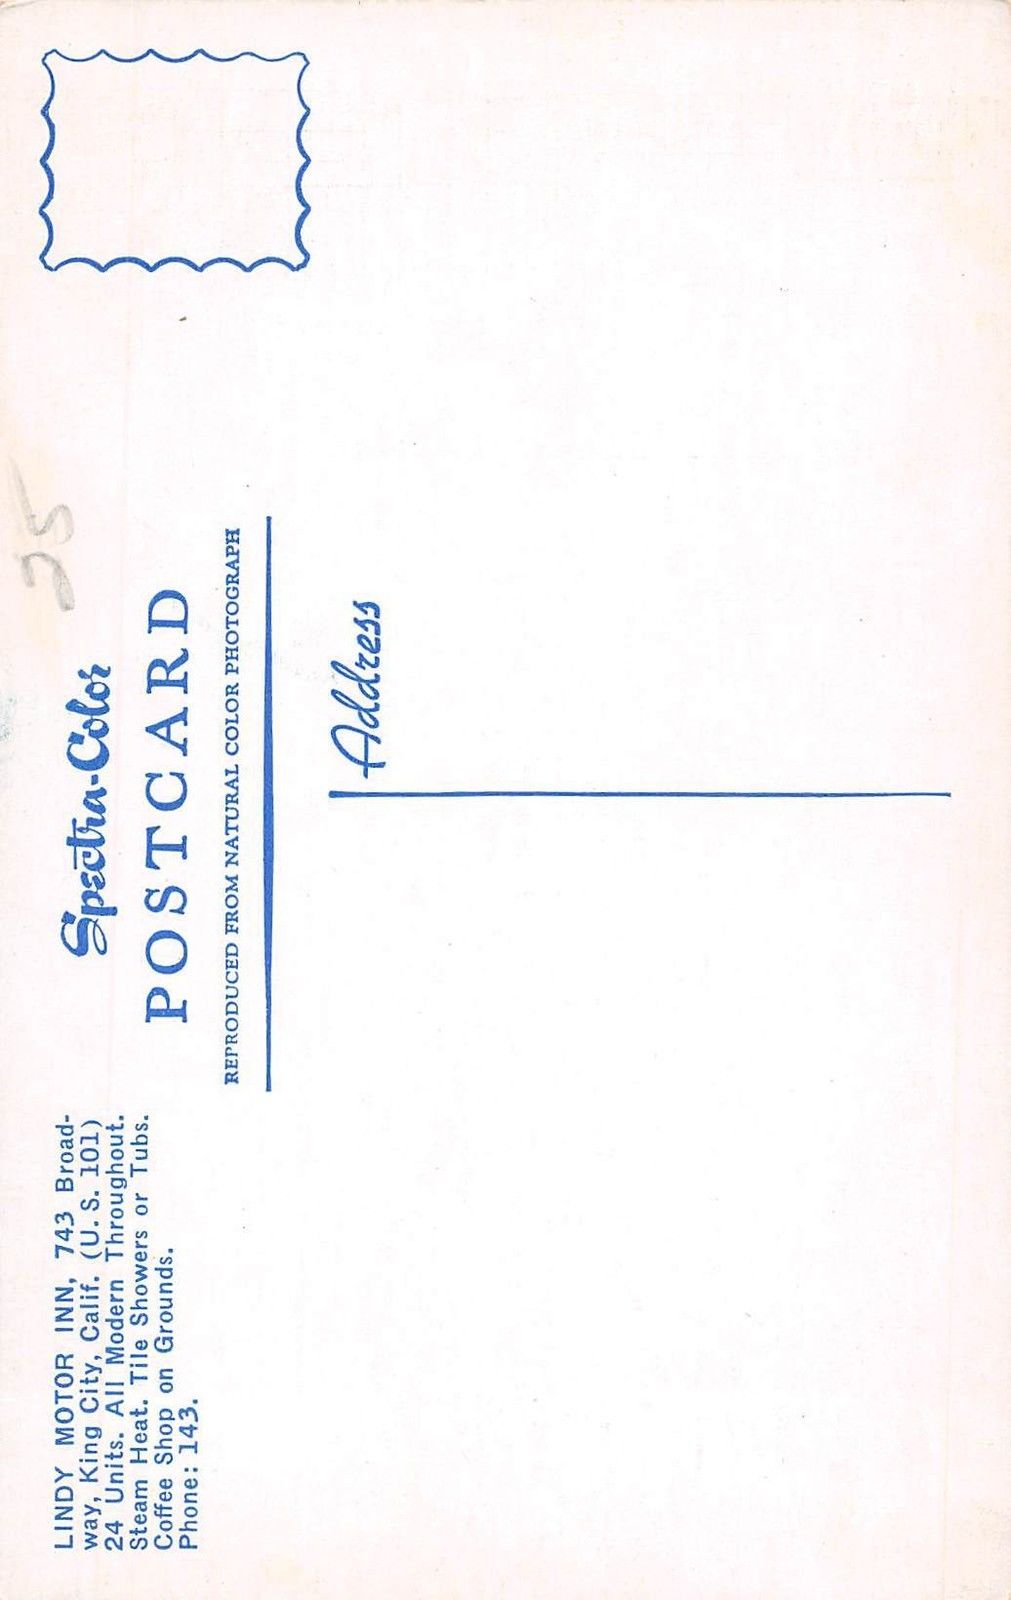 LINDY MOTOR INN, 743 Broad-
way, King City, Calif. (U.S. 101)
24 Units. All Modern Throughout.
Steam Heat. Tile Showers or Tubs.
Coffee Shop on Grounds.
Phone: 143.
Spectra-Color
POSTCARD
REPRODUCED FROM NATURAL COLOR PHOTOGRAPH
Address
25